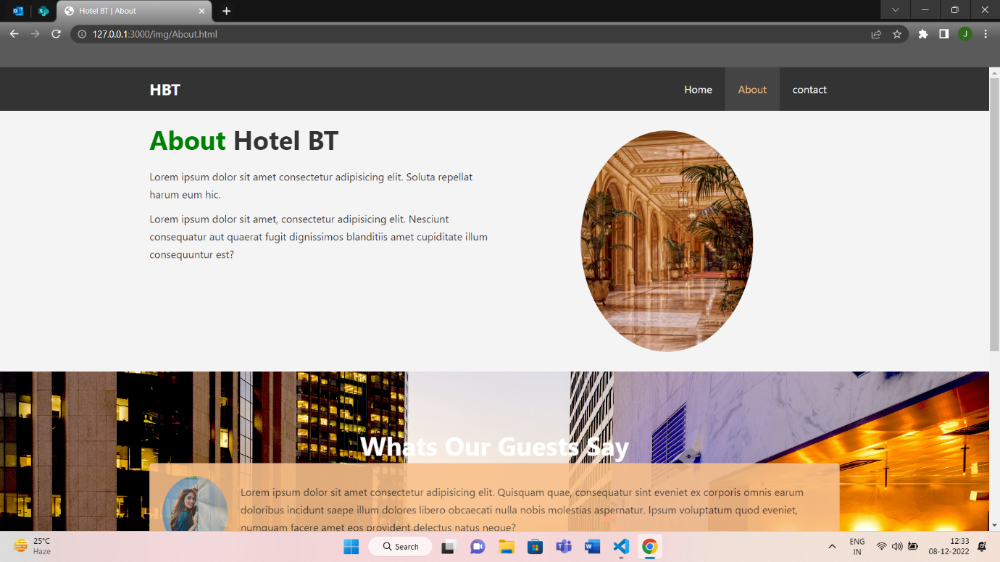 Hotel BT | About
127.0.0.1:3000/img/About.html
J
HBT
Home
About
contact
About Hotel BT
Lorem ipsum dolor sit amet consectetur adipisicing elit. Soluta repellat
harum eum hic.
Lorem ipsum dolor sit amet, consectetur adipisicing elit. Nesciunt
consequatur aut quaerat fugit dignissimos blanditiis amet cupiditate illum
consequuntur est?
Whats Our Guests Say
Lorem ipsum dolor sit amet consectetur adipisicing elit. Quisquam quae, consequatur sint eveniet ex corporis omnis earum
doloribus incidunt saepe illum dolores libero obcaecati nulla nobis molestias aspernatur. Ipsum voluptatum quod eveniet,
numquam facere amet eos provident delectus natus neque?
25°C
Haze
Search
ENG
IN
12:33
08-12-2022